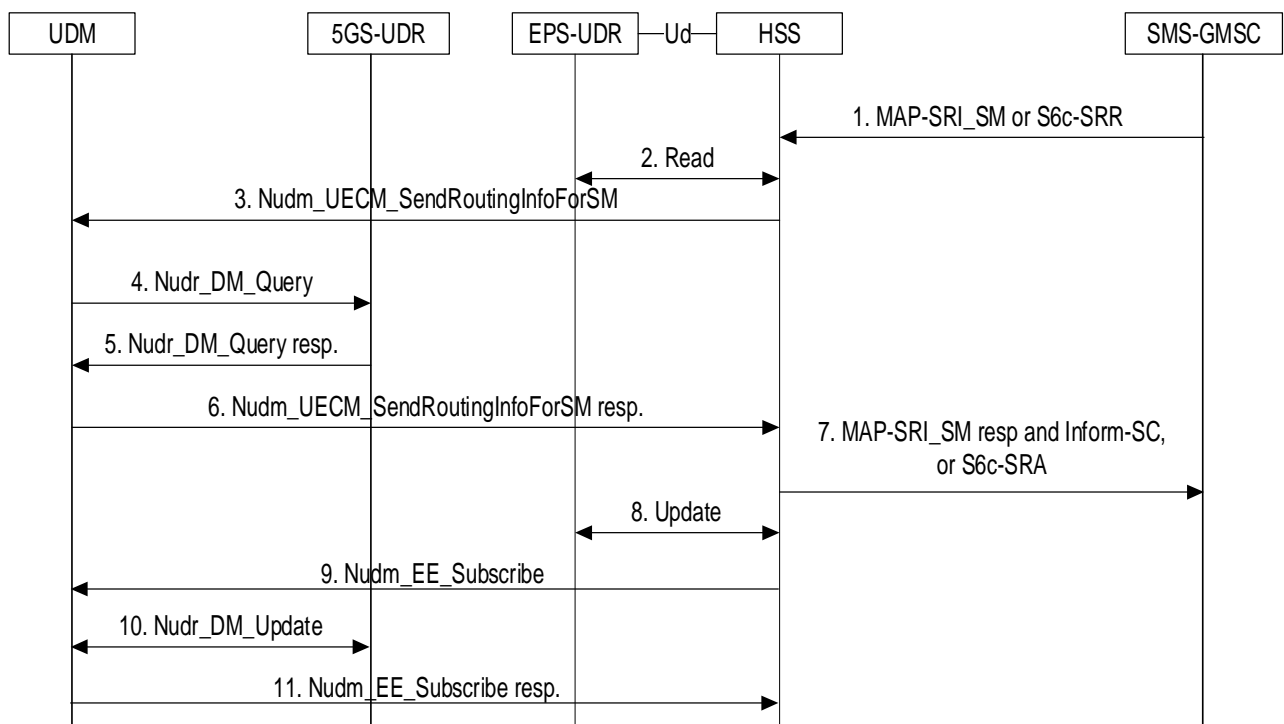 UDM
5GS-UDR
EPS-UDR
Ud
HSS
SMS-GMSC
1. MAP-SRI_SM or S6c-SRR
2. Read
3. Nudm_UECM_SendRoutingInfoForSM
4. Nudr_DM_Query
5. Nudr_DM_Query resp.
6. Nudm_UECM_SendRoutingInfoForSM resp.
7. MAP-SRI_SM resp and Inform-SC,
or S6c-SRA
8. Update
9. Nudm_EE_Subscribe
10. Nudr_DM_Update
11. Nudm_EE_Subscribe resp.